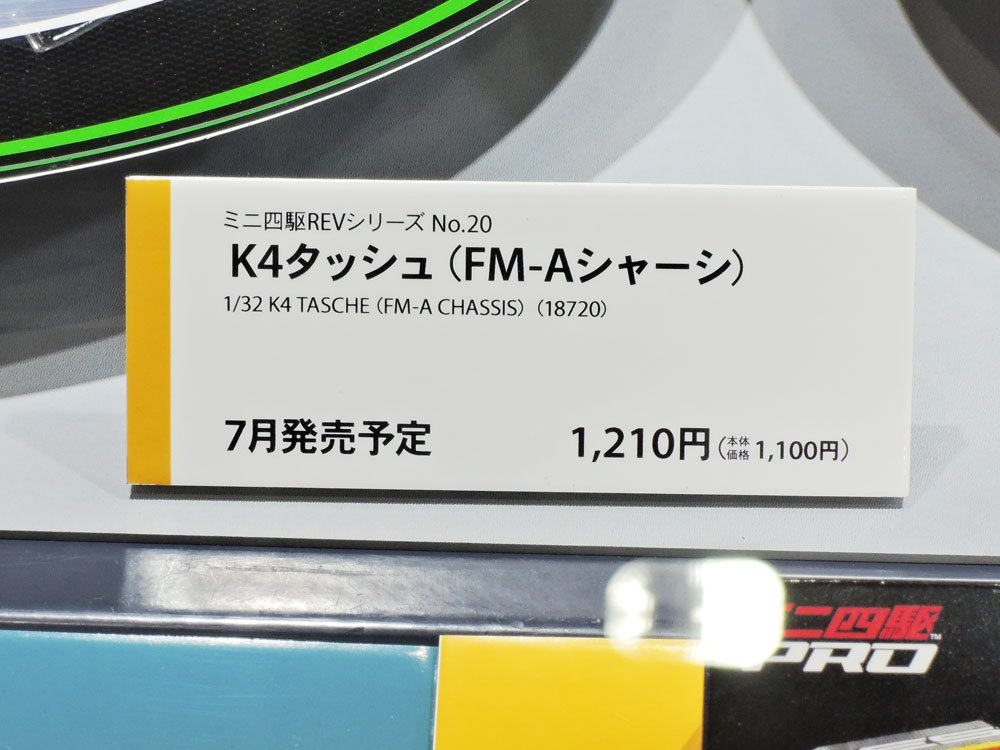 ミニ四駆REVシリーズ No.20
K4タッシュ（FM-Aシャーシ）
1/32 K4 TASCHE（FM-A CHASSIS）（18720）
7月発売予定 1,210円（本体価格 1,100円）
ミニ四駆
PRO
TM